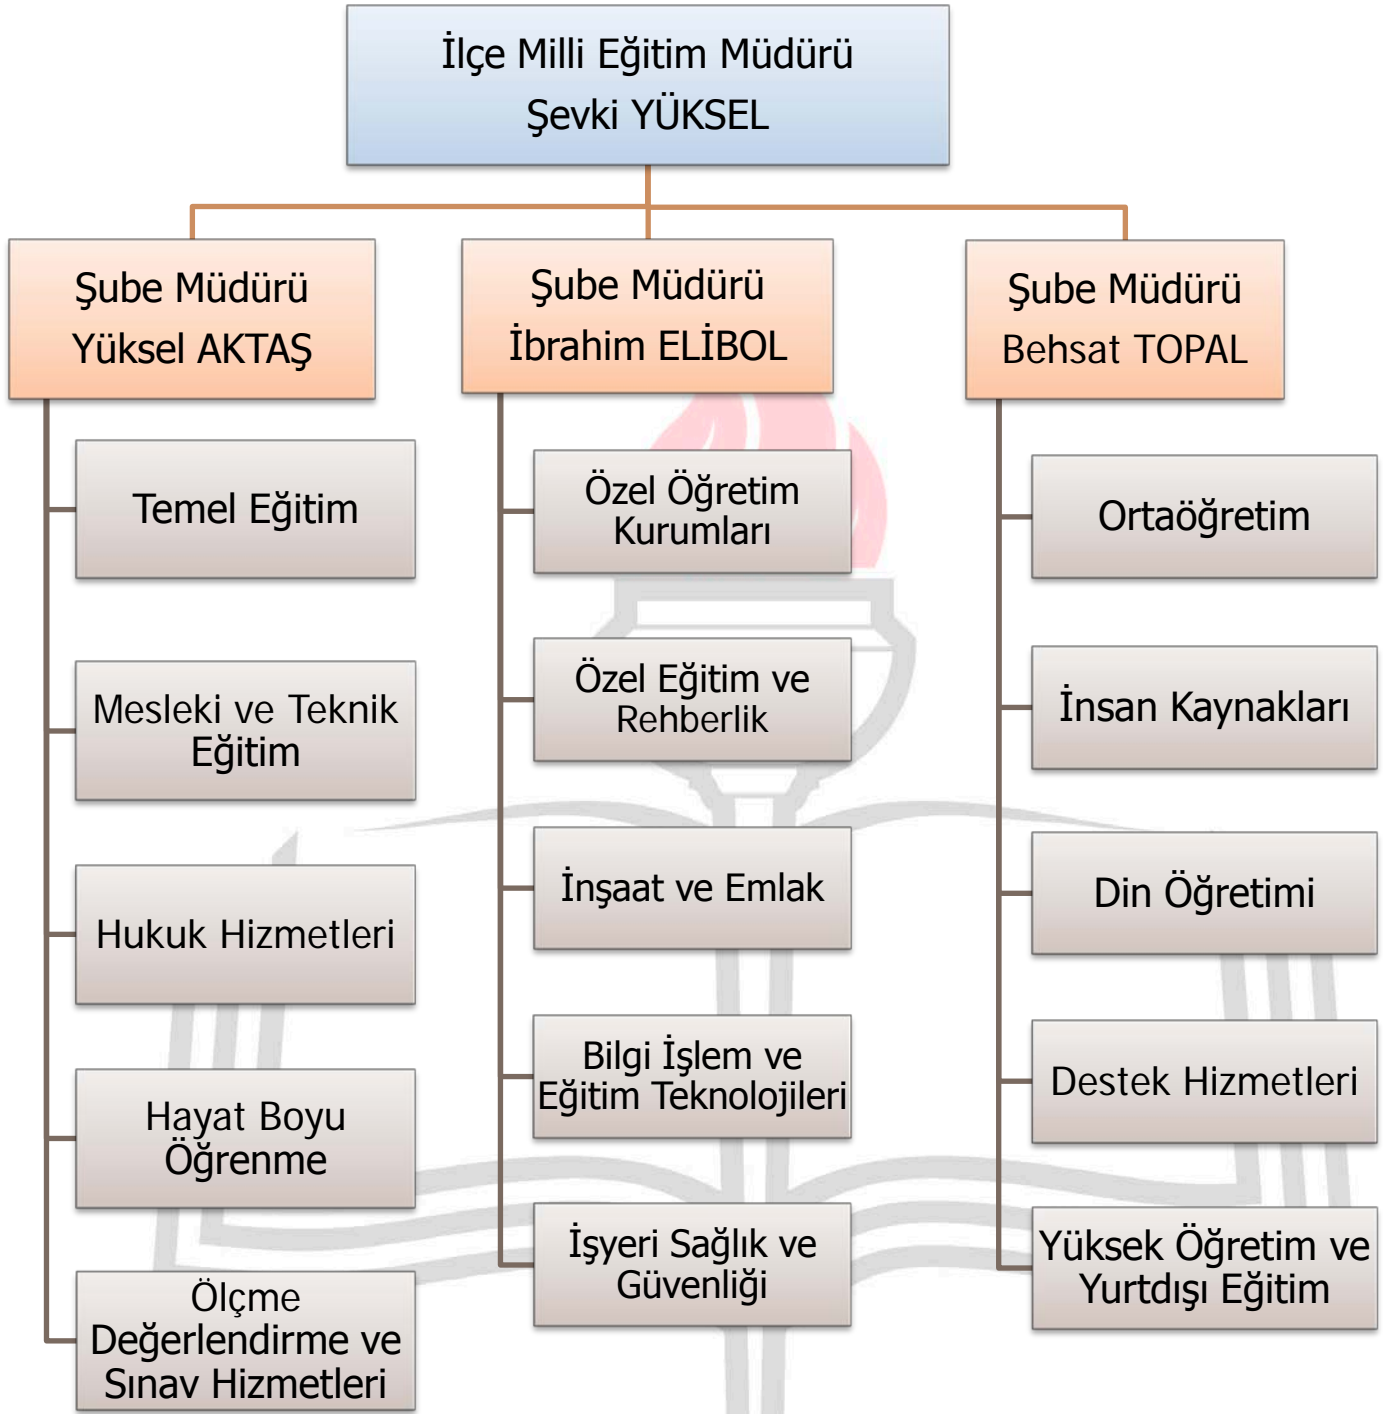 İlçe Milli Eğitim Müdürü
Şevki YÜKSEL
Şube Müdürü
Yüksel AKTAŞ
Temel Eğitim
Mesleki ve Teknik
Eğitim
Hukuk Hizmetleri
Hayat Boyu
Öğrenme
Ölçme
Değerlendirme ve
Sınav Hizmetleri
Şube Müdürü
İbrahim ELİBOL
Özel Öğretim
Kurumları
Özel Eğitim ve
Rehberlik
İnşaat ve Emlak
Bilgi İşlem ve
Eğitim Teknolojileri
İşyeri Sağlık ve
Güvenliği
Şube Müdürü
Behsat TOPAL
Ortaöğretim
İnsan Kaynakları
Din Öğretimi
Destek Hizmetleri
Yüksek Öğretim ve
Yurtdışı Eğitim